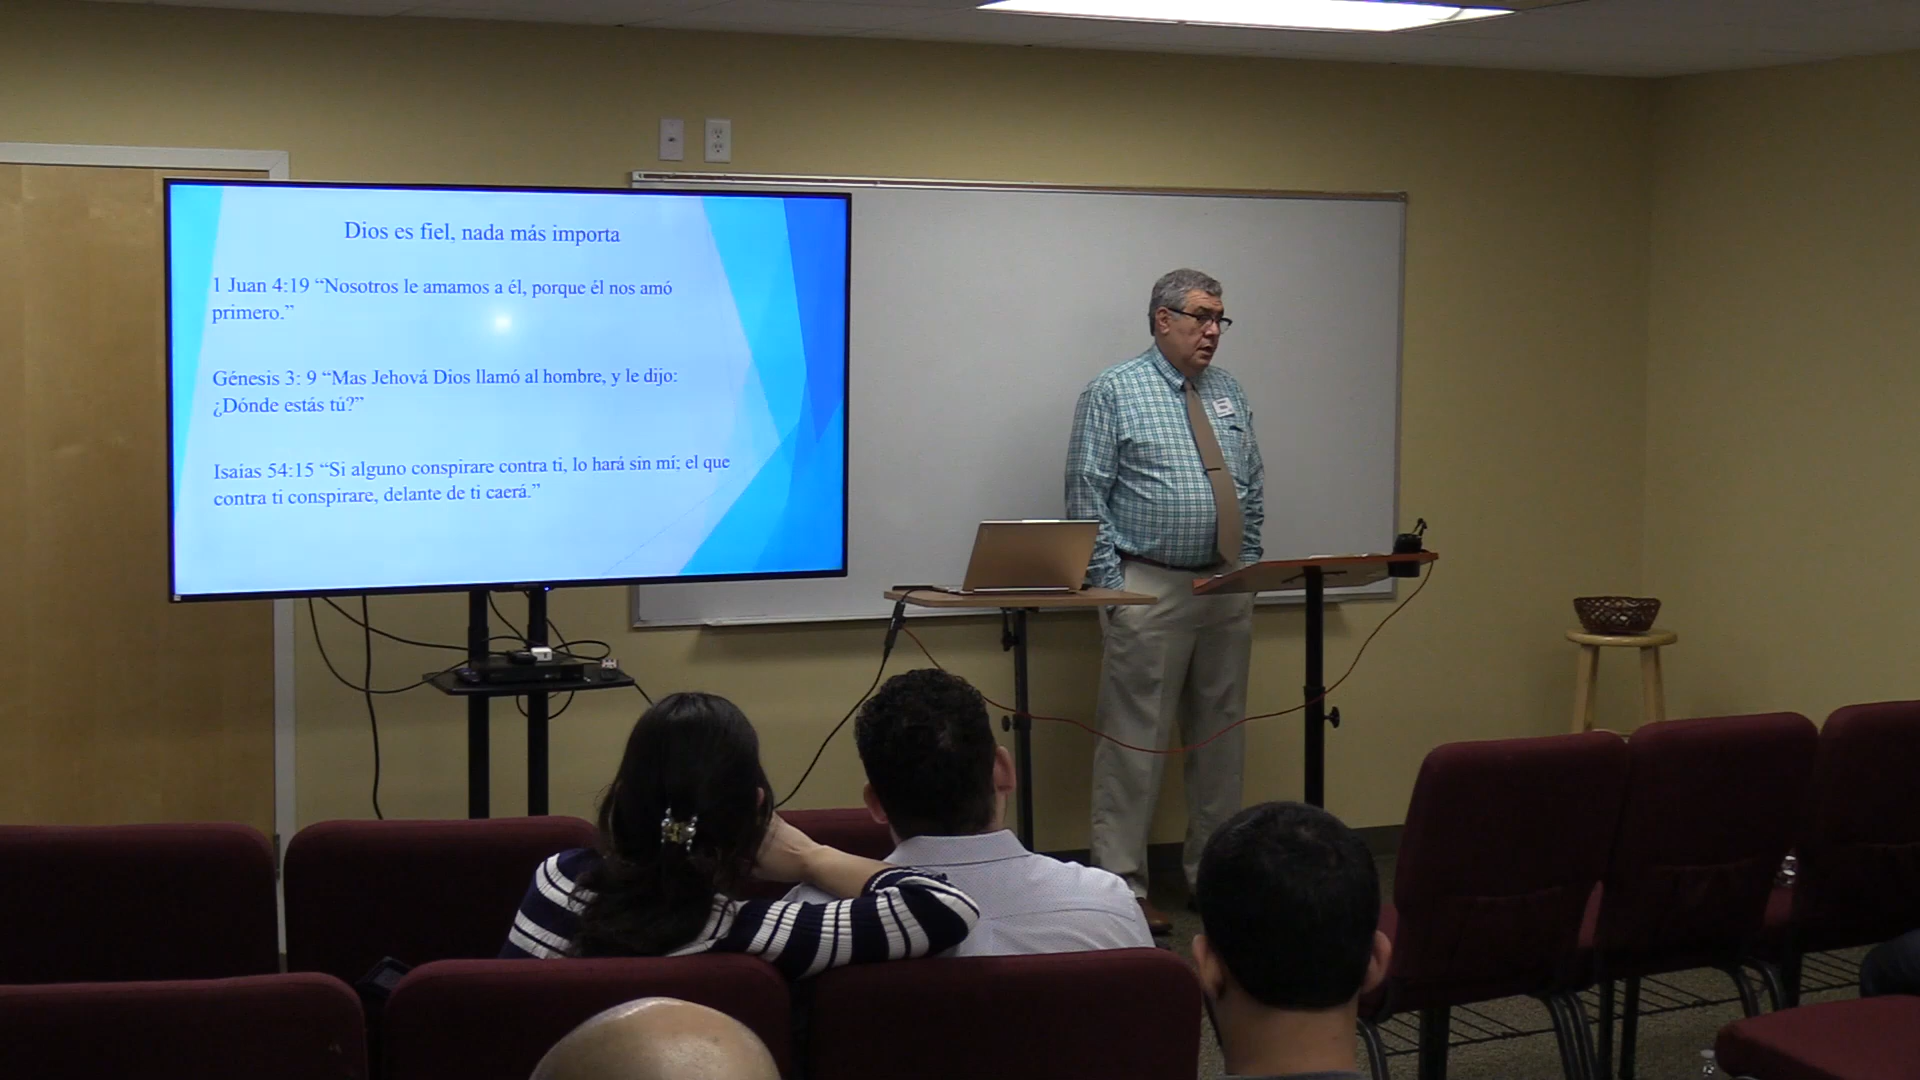 Dios es fiel, nada más importa
1 Juan 4:19 “Nosotros le amamos a él, porque él nos amó
primero.”
Génesis 3: 9 “Mas Jehová Dios llamó al hombre, y le dijo:
¿Dónde estás tú?”
Isaias 54:15 “Si alguno conspirare contra ti, lo hará sin mí; el que
contra ti conspirare, delante de ti caerá.”